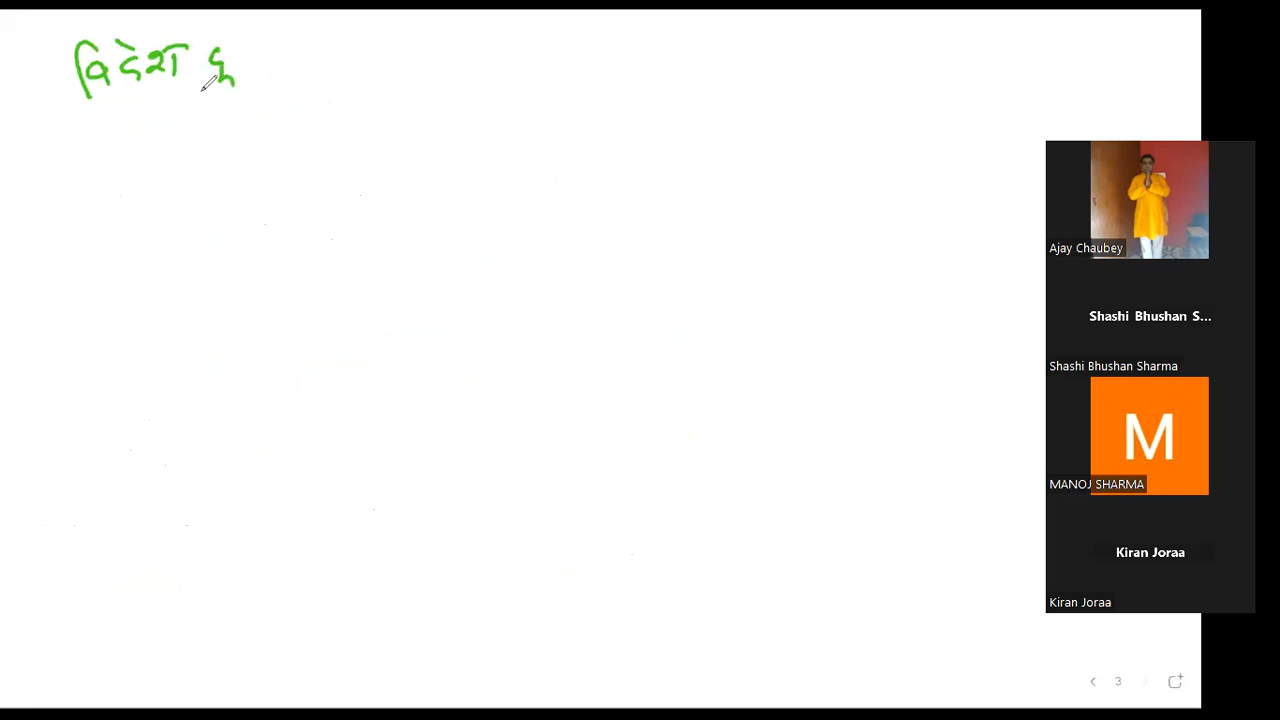 विदेश
Ajay Chaubey
Shashi Bhushan S...
Shashi Bhushan Sharma
M
MANOJ SHARMA
Kiran Joraa
Kiran Joraa
3